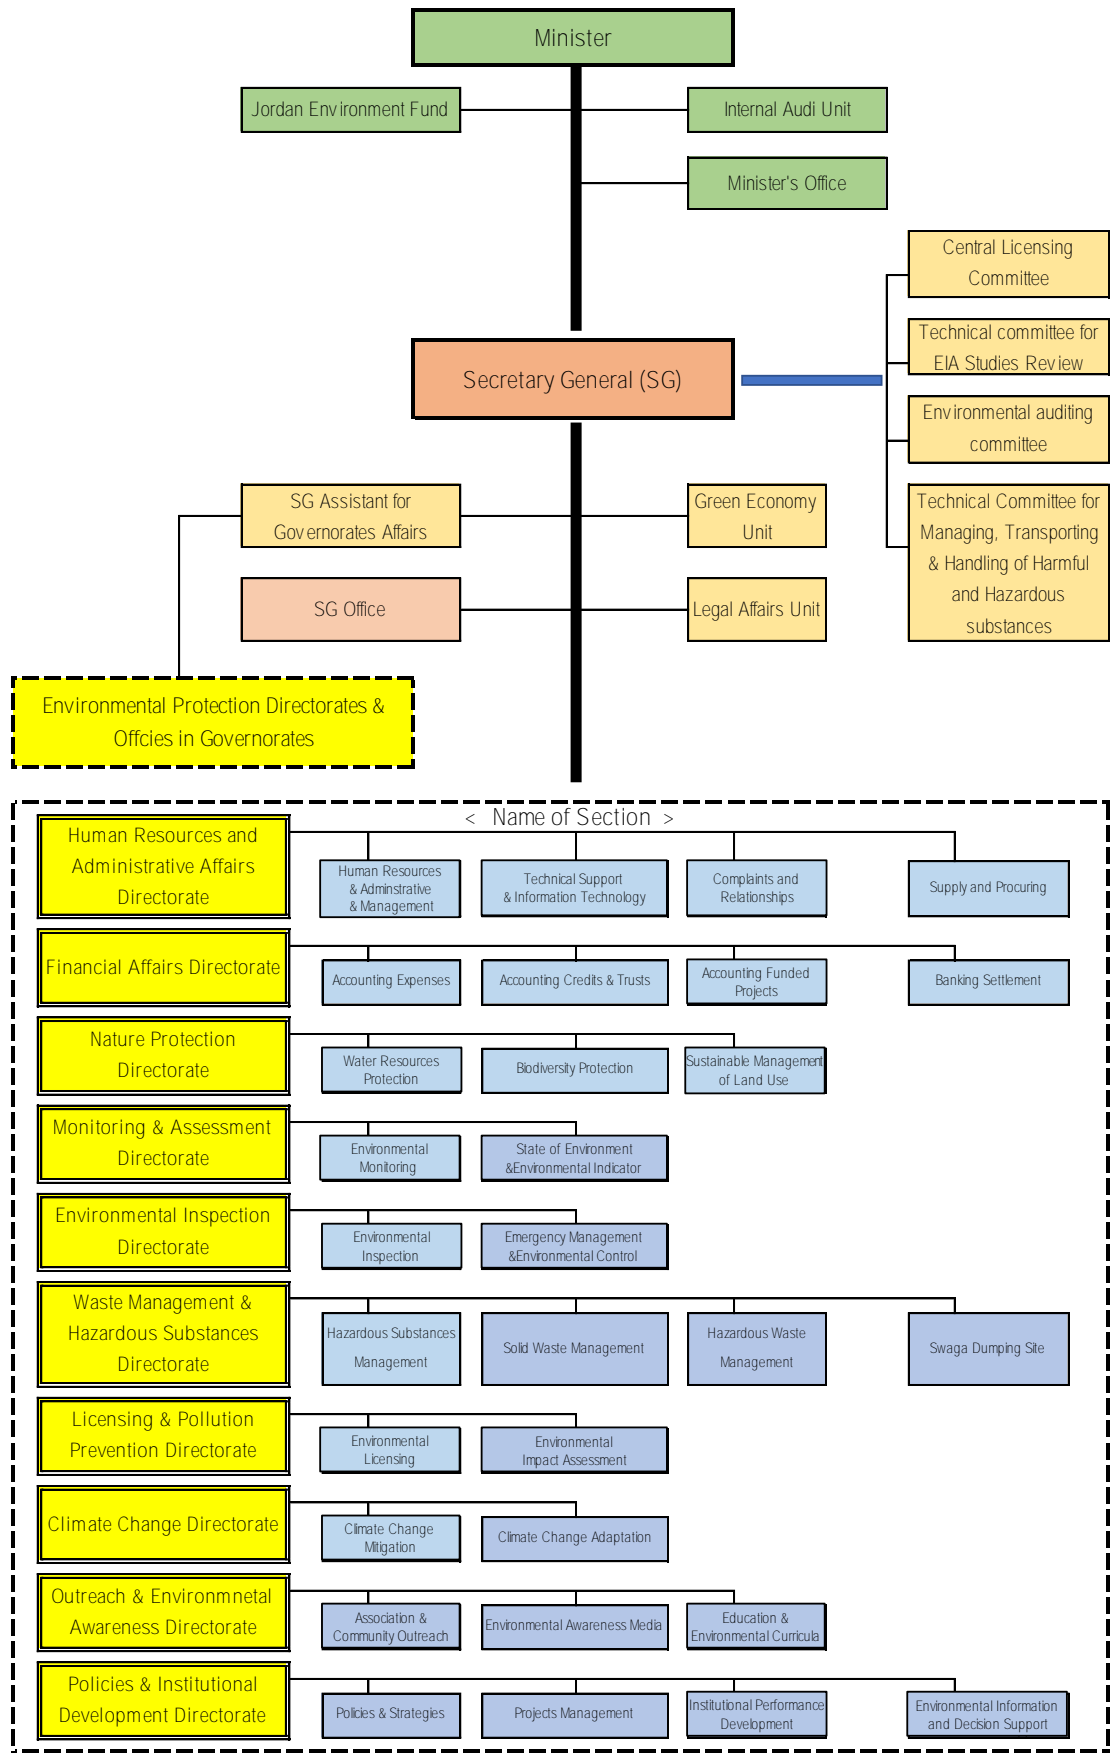 Minister
Jordan Environment Fund
Internal Audi Unit
Minister's Office
Central Licensing
Committee
Technical committee for
EIA Studies Review
Secretary General (SG)
Environmental auditing
committee
SG Assistant for
Governorates Affairs
Green Economy
Unit
Technical Committee for
Managing, Transporting
& Handling of Harmful
and Hazardous
substances
SG Office
Legal Affairs Unit
Environmental Protection Directorates &
Offcies in Governorates
< Name of Section >
Human Resources and
Administrative Affairs
Directorate
Human Resources
& Adminstrative
& Management
Technical Support
& Information Technology
Complaints and
Relationships
Supply and Procuring
Financial Affairs Directorate
Accounting Expenses
Accounting Credits & Trusts
Accounting Funded
Projects
Banking Settlement
Nature Protection
Directorate
Water Resources
Protection
Biodiversity Protection
Sustainable Management
of Land Use
Monitoring & Assessment
Directorate
Environmental
Monitoring
State of Environment
&Environmental Indicator
Environmental Inspection
Directorate
Environmental
Inspection
Emergency Management
&Environmental Control
Waste Management &
Hazardous Substances
Directorate
Hazardous Substances
Management
Solid Waste Management
Hazardous Waste
Management
Swaga Dumping Site
Licensing & Pollution
Prevention Directorate
Environmental
Licensing
Environmental
Impact Assessment
Climate Change Directorate
Climate Change
Mitigation
Climate Change Adaptation
Outreach & Environmnetal
Awareness Directorate
Association &
Community Outreach
Environmental Awareness Media
Education &
Environmental Curricula
Policies & Institutional
Development Directorate
Policies & Strategies
Projects Management
Institutional Performance
Development
Environmental Information
and Decision Support